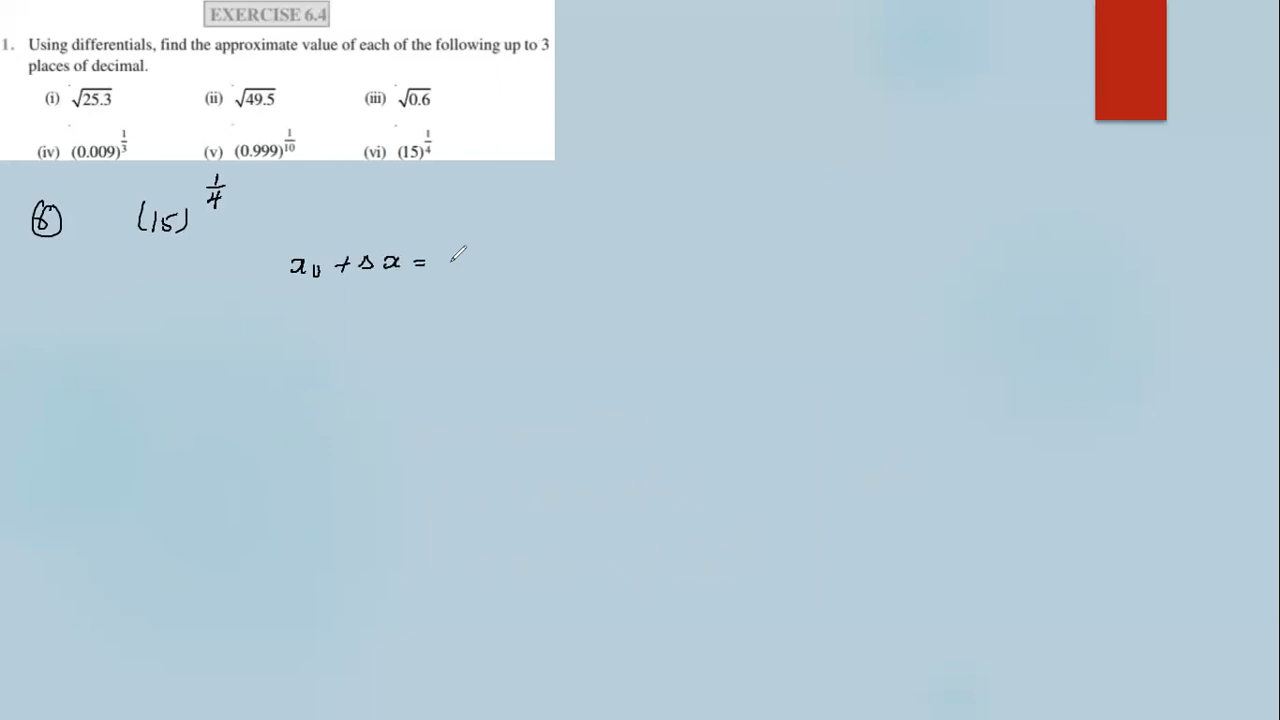 EXERCISE 6.4
1. Using differentials, find the approximate value of each of the following up to 3
places of decimal.
(i) √25.3 (ii) √49.5 (iii) √0.6
(iv) (0.009)^{1/3} (v) (0.999)^{1/10} (vi) (15)^{1/4}
⑥ (15)^{1/4}
x₀ + Δx =